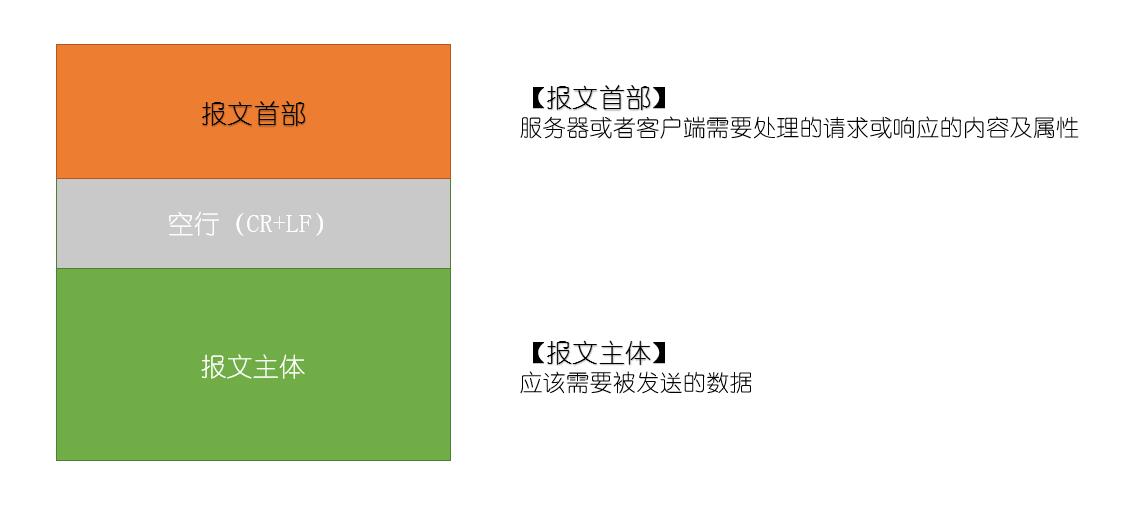 报文首部
【报文首部】
服务器或者客户端需要处理的请求或响应的内容及属性
空行（CR+LF）
报文主体
【报文主体】
应该需要被发送的数据